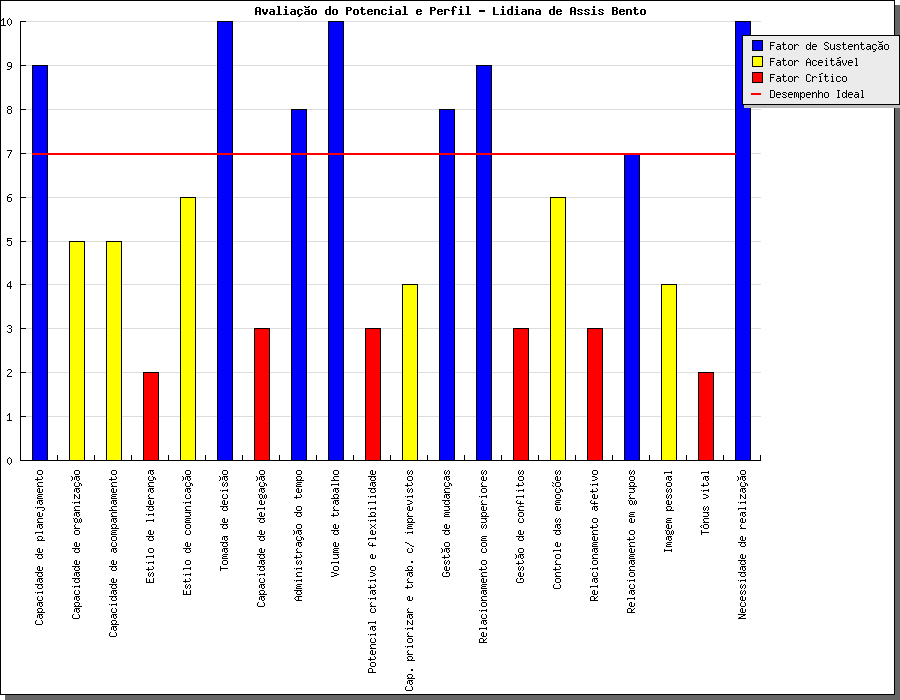 Avaliação do Potencial e Perfil - Lidiana de Assis Bento
Fator de Sustentação
Fator Aceitável
Fator Crítico
Desempenho Ideal
10
9
8
7
6
5
4
3
2
1
0
Capacidade de planejamento
Capacidade de organização
Capacidade de acompanhamento
Estilo de liderança
Estilo de comunicação
Tomada de decisão
Capacidade de delegação
Administração do tempo
Volume de trabalho
Potencial criativo e flexibilidade
Cap. priorizar e trab. c/ imprevistos
Gestão de mudanças
Relacionamento com superiores
Gestão de conflitos
Controle das emoções
Relacionamento afetivo
Relacionamento em grupos
Imagem pessoal
Tônus vital
Necessidade de realização